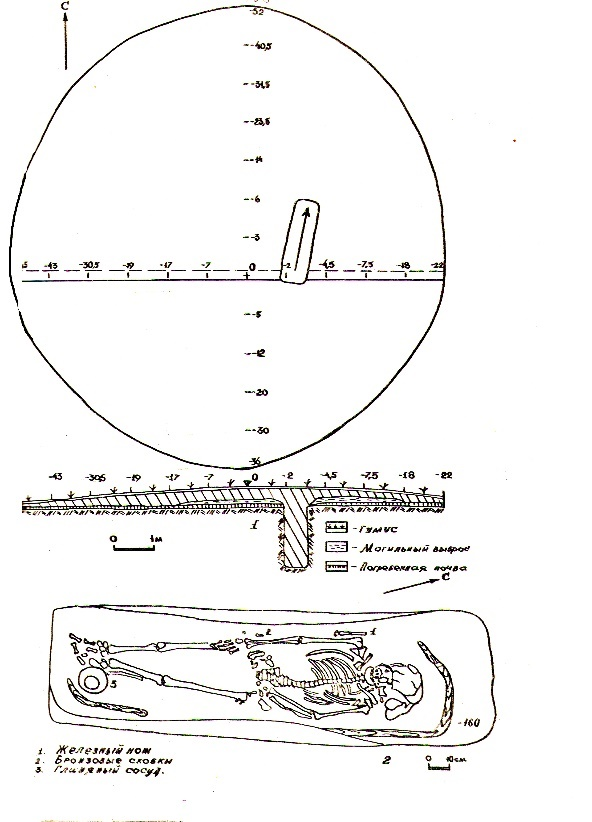 С
-52
-40,5
-31,5
-23,5
-14
-6
-3
0
5 -43 -30,5 -19 -17 -7 -2 -4,5 -7,5 -18 -22
-5
-12
-20
-30
36
-43 -30,5 -19 -17 -7 0 -2 -4,5 -7,5 -18 -22
0 1м
1
- Гумус
- Могильный выброс
- Погребенная почва
С
2 1
3
-160
1. Железный нож
2. Бронзовые сковки
3. Глиняный сосуд.
2
0 10см